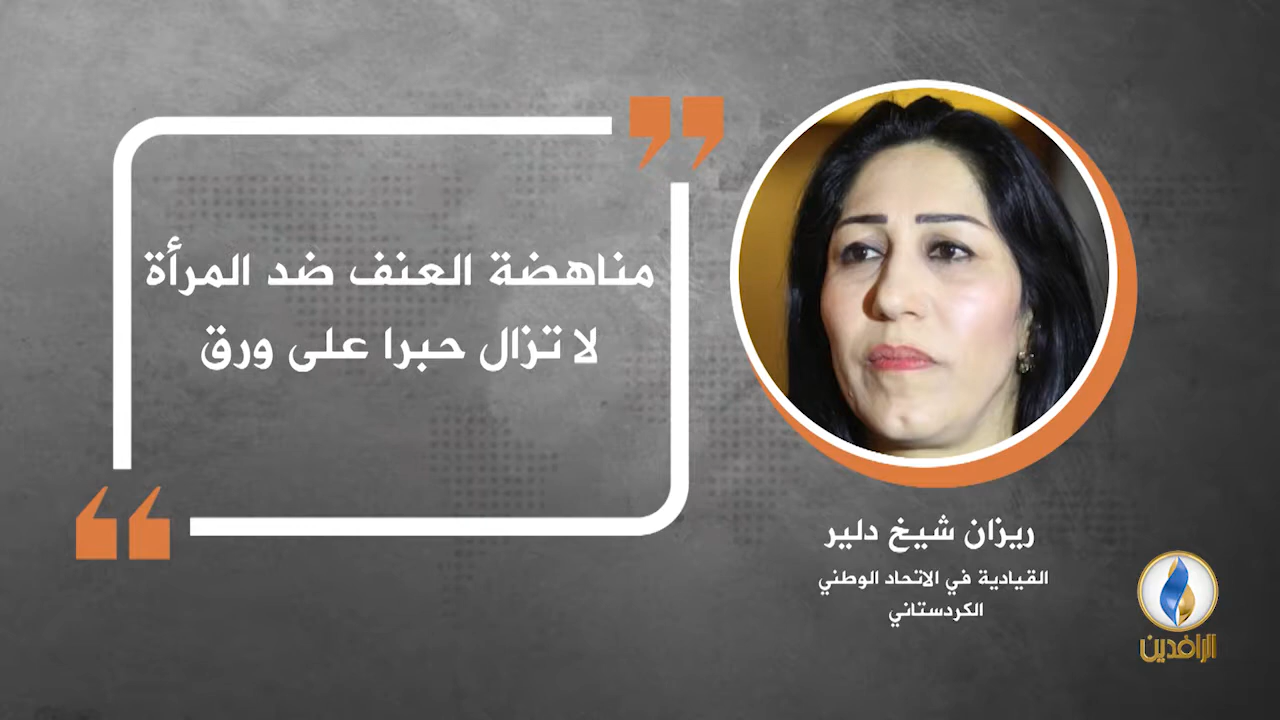 مناهضة العنف ضد المرأة
لا تزال حبرا على ورق
ريزان شيخ دلير
القيادية في الاتحاد الوطني
الكردستاني
الرافدين